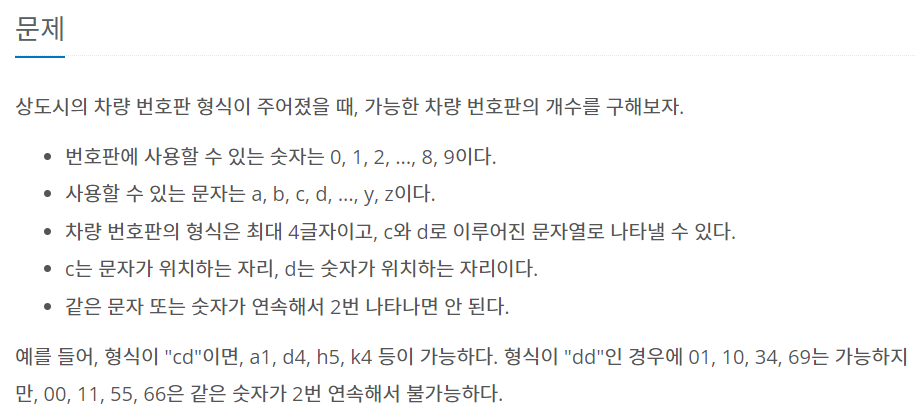 문제
상도시의 차량 번호판 형식이 주어졌을 때, 가능한 차량 번호판의 개수를 구해보자.
• 번호판에 사용할 수 있는 숫자는 0, 1, 2, ..., 8, 9이다.
• 사용할 수 있는 문자는 a, b, c, d, ..., y, z이다.
• 차량 번호판의 형식은 최대 4글자이고, c와 d로 이루어진 문자열로 나타낼 수 있다.
• c는 문자가 위치하는 자리, d는 숫자가 위치하는 자리이다.
• 같은 문자 또는 숫자가 연속해서 2번 나타나면 안 된다.
예를 들어, 형식이 "cd"이면, a1, d4, h5, k4 등이 가능하다. 형식이 "dd"인 경우에 01, 10, 34, 69는 가능하지
만, 00, 11, 55, 66은 같은 숫자가 2번 연속해서 불가능하다.